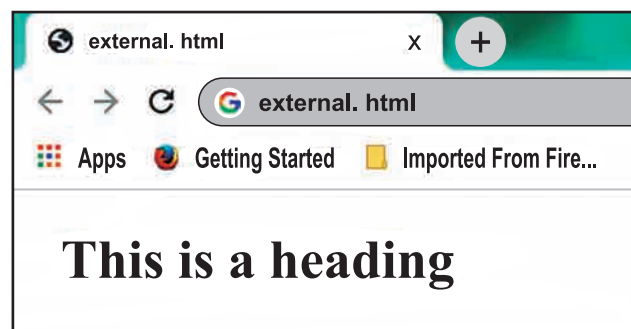 external. html x +
external. html
Apps Getting Started Imported From Fire...
This is a heading